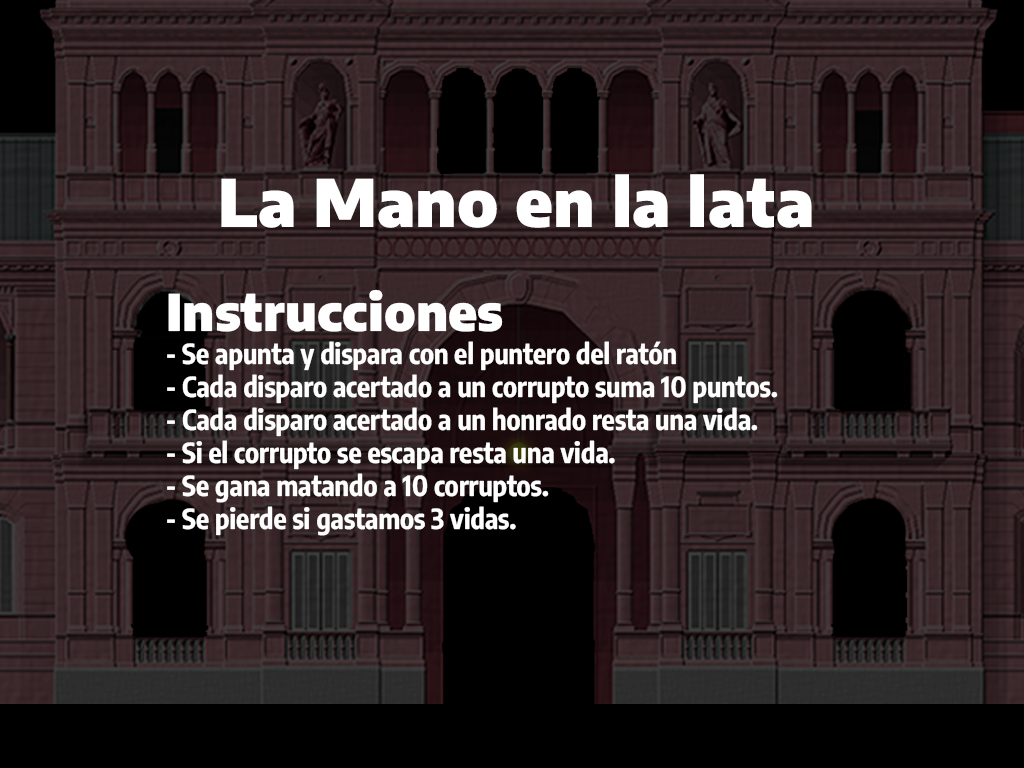 La Mano en la lata
Instrucciones
- Se apunta y dispara con el puntero del ratón
- Cada disparo acertado a un corrupto suma 10 puntos.
- Cada disparo acertado a un honrado resta una vida.
- Si el corrupto se escapa resta una vida.
- Se gana matando a 10 corruptos.
- Se pierde si gastamos 3 vidas.